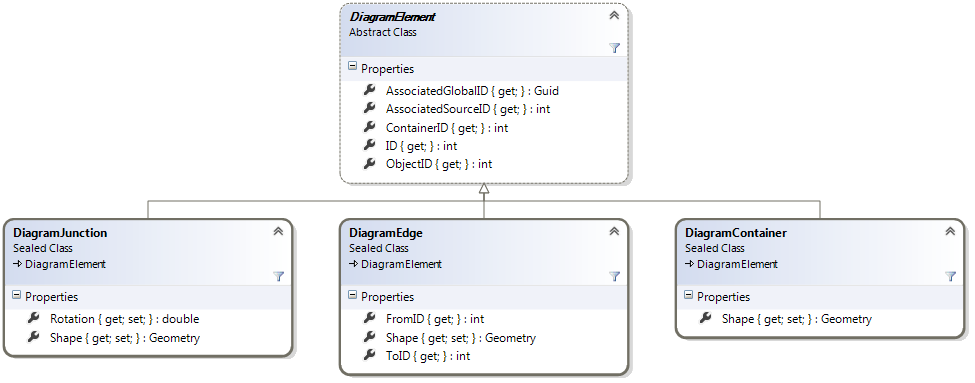 DiagramElement
Abstract Class
Properties
AssociatedGlobalID { get; } : Guid
AssociatedSourceID { get; } : int
ContainerID { get; } : int
ID { get; } : int
ObjectID { get; } : int
DiagramJunction
Sealed Class
DiagramElement
Properties
Rotation { get; set; } : double
Shape { get; set; } : Geometry
DiagramEdge
Sealed Class
DiagramElement
Properties
FromID { get; } : int
Shape { get; set; } : Geometry
ToID { get; } : int
DiagramContainer
Sealed Class
DiagramElement
Properties
Shape { get; set; } : Geometry